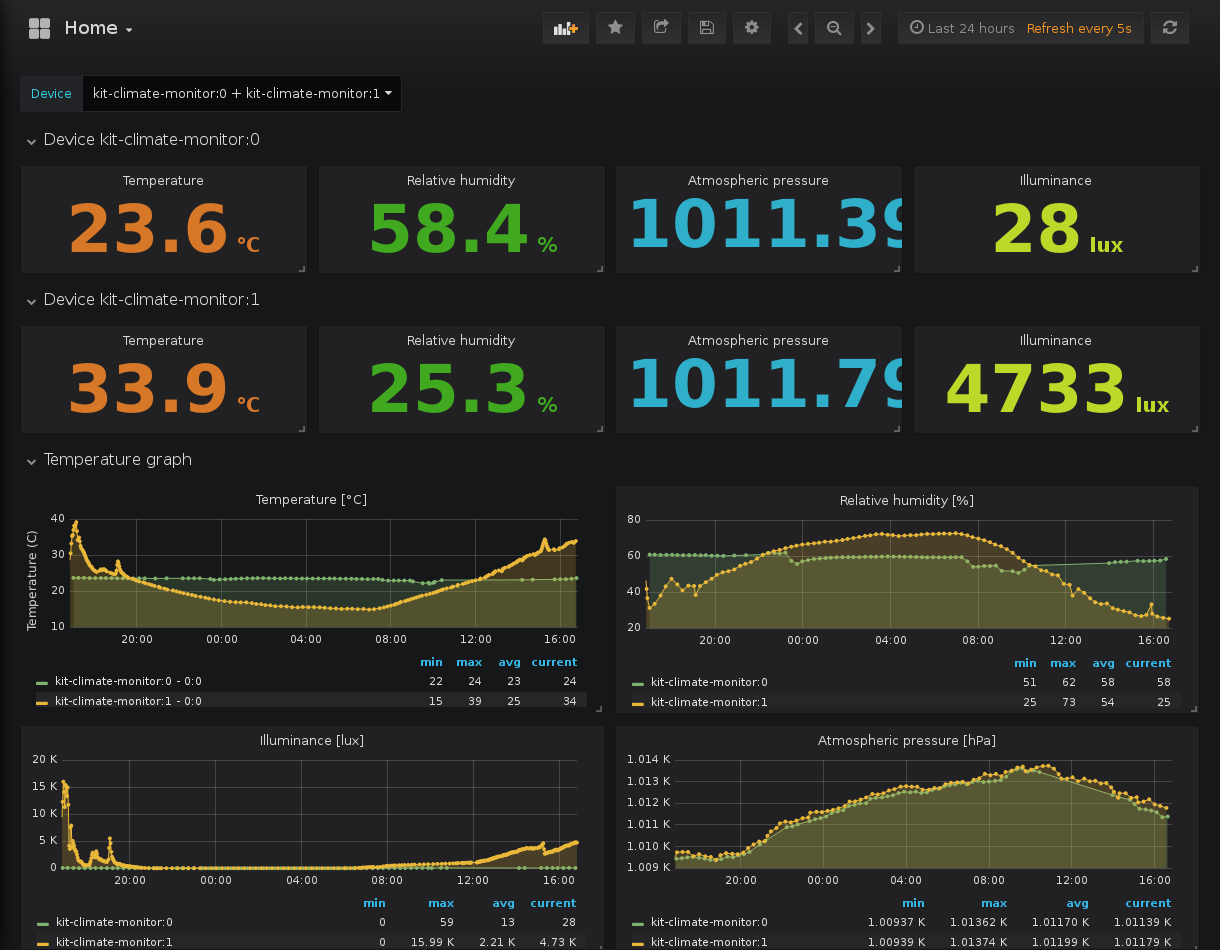 Home
Last 24 hours Refresh every 5s
Device kit-climate-monitor:0 + kit-climate-monitor:1
Device kit-climate-monitor:0
Temperature Relative humidity Atmospheric pressure Illuminance
23.6 °C 58.4 % 1011.39 28 lux
Device kit-climate-monitor:1
Temperature Relative humidity Atmospheric pressure Illuminance
33.9 °C 25.3 % 1011.79 4733 lux
Temperature graph
Temperature [°C]
Temperature (C)
40
30
20
10
20:00 00:00 04:00 08:00 12:00 16:00
min max avg current
kit-climate-monitor:0 - 0:0 22 24 23 24
kit-climate-monitor:1 - 0:0 15 39 25 34
Relative humidity [%]
80
60
40
20
20:00 00:00 04:00 08:00 12:00 16:00
min max avg current
kit-climate-monitor:0 51 62 58 58
kit-climate-monitor:1 25 73 54 25
Illuminance [lux]
20 K
15 K
10 K
5 K
0
20:00 00:00 04:00 08:00 12:00 16:00
min max avg current
kit-climate-monitor:0 0 59 13 28
kit-climate-monitor:1 0 15.99 K 2.21 K 4.73 K
Atmospheric pressure [hPa]
1.014 K
1.013 K
1.012 K
1.011 K
1.010 K
1.009 K
20:00 00:00 04:00 08:00 12:00 16:00
min max avg current
kit-climate-monitor:0 1.00937 K 1.01362 K 1.01170 K 1.01139 K
kit-climate-monitor:1 1.00939 K 1.01374 K 1.01199 K 1.01179 K